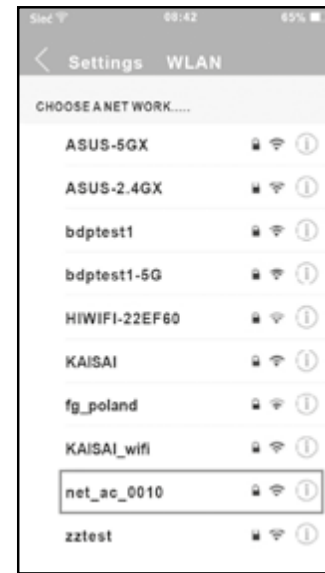 Sieć 08:42 65%
Settings WLAN
CHOOSE A NET WORK.....
ASUS-5GX
ASUS-2.4GX
bdptest1
bdptest1-5G
HIWIFI-22EF60
KAISAI
fg_poland
KAISAI_wifi
net_ac_0010
zztest